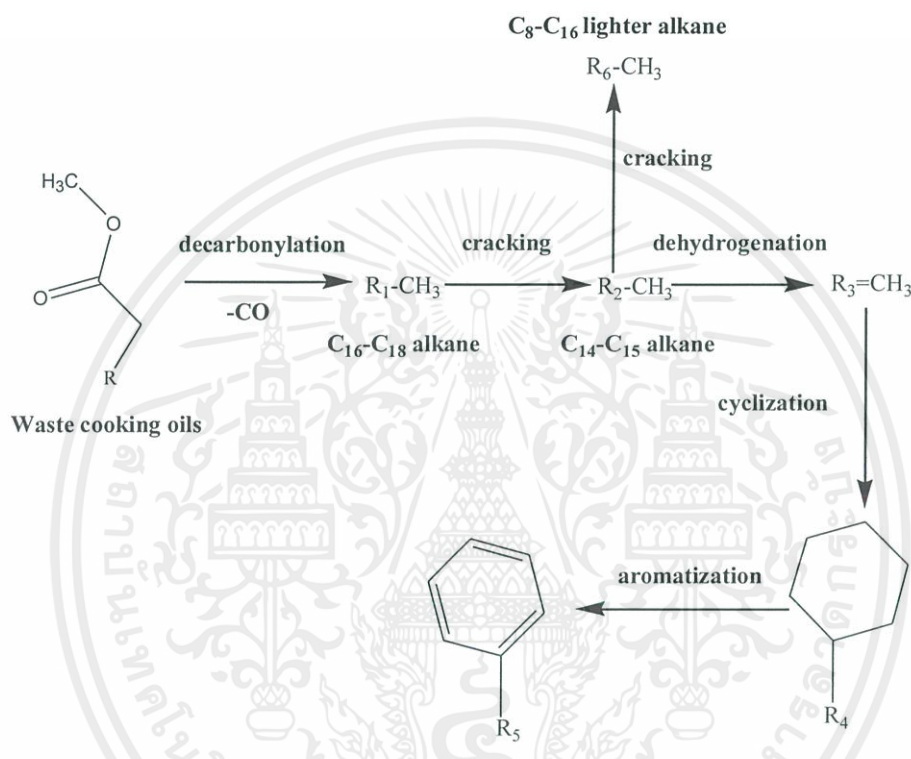 C₈-C₁₆ lighter alkane
R₆-CH₃
cracking
H₃C
O
O
R
Waste cooking oils
decarbonylation
-CO
R₁-CH₃
C₁₆-C₁₈ alkane
cracking
R₂-CH₃
C₁₄-C₁₅ alkane
dehydrogenation
R₃=CH₃
cyclization
R₄
aromatization
R₅